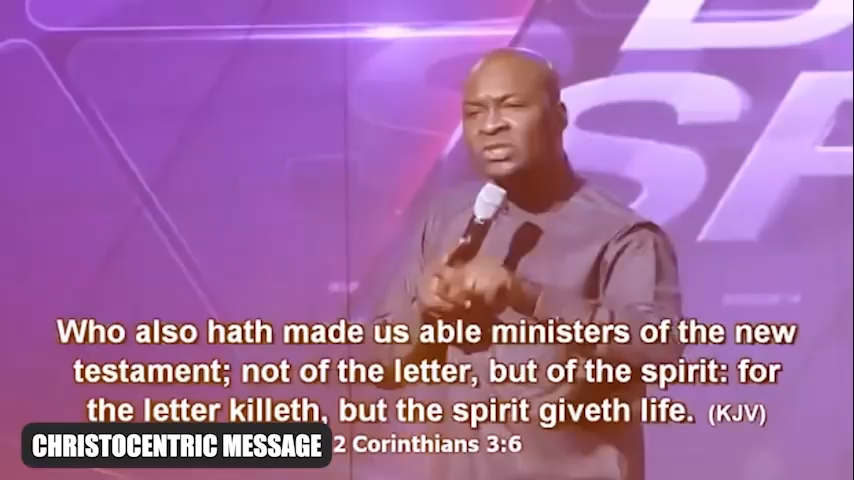 Who also hath made us able ministers of the new
testament; not of the letter, but of the spirit: for
the letter killeth, but the spirit giveth life. (KJV)
CHRISTOCENTRIC MESSAGE
2 Corinthians 3:6